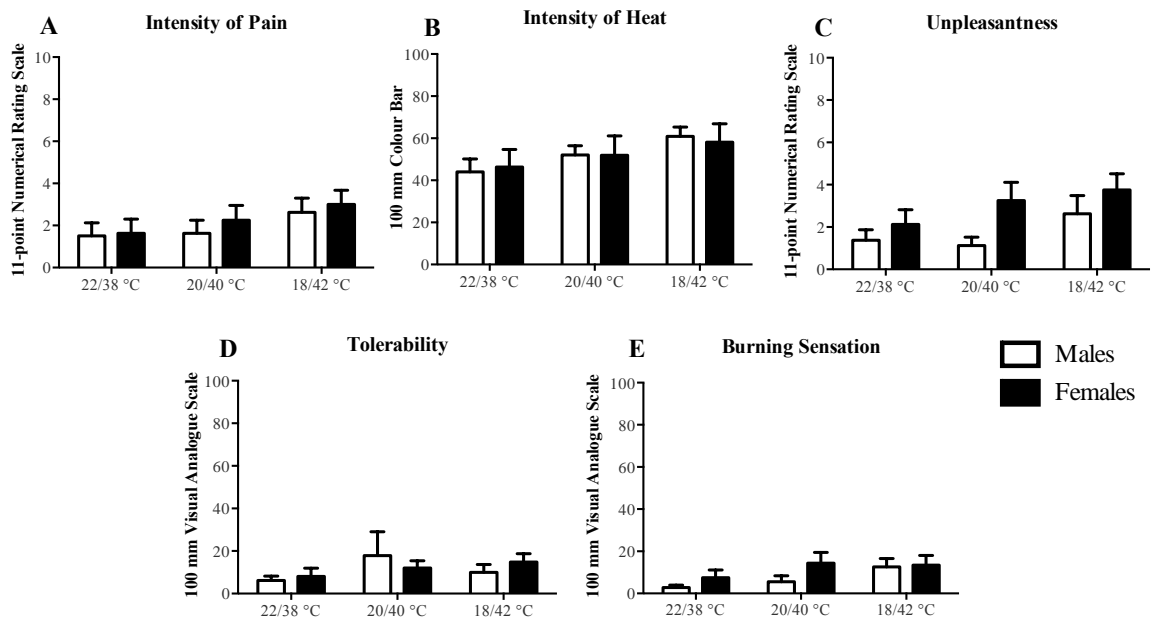 A
Intensity of Pain
11-point Numerical Rating Scale
10
8
6
4
2
0
22/38 °C
20/40 °C
18/42 °C
B
Intensity of Heat
100 mm Colour Bar
100
80
60
40
20
0
22/38 °C
20/40 °C
18/42 °C
C
Unpleasantness
11-point Numerical Rating Scale
10
8
6
4
2
0
22/38 °C
20/40 °C
18/42 °C
D
Tolerability
100 mm Visual Analogue Scale
100
80
60
40
20
0
22/38 °C
20/40 °C
18/42 °C
E
Burning Sensation
100 mm Visual Analogue Scale
100
80
60
40
20
0
22/38 °C
20/40 °C
18/42 °C
Males
Females